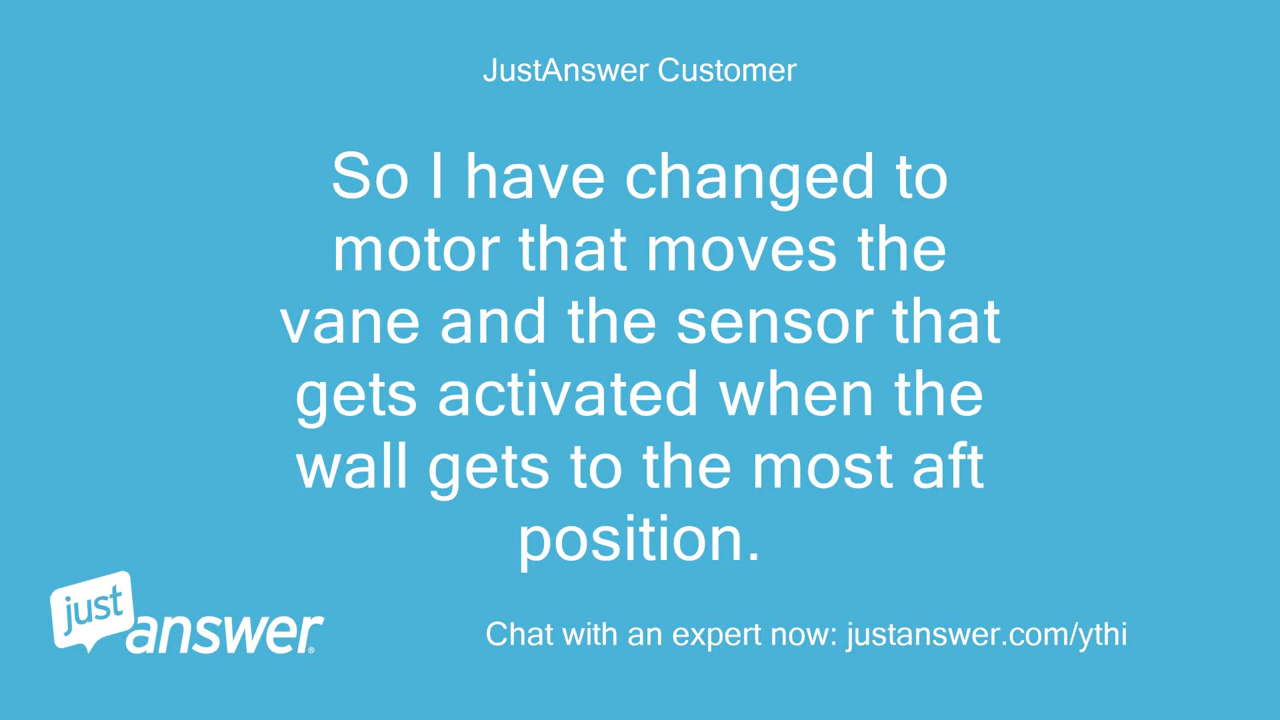 JustAnswer Customer
So I have changed to
motor that moves the
vane and the sensor that
gets activated when the
wall gets to the most aft
position.
just
answer®
Chat with an expert now: justanswer.com/ythi